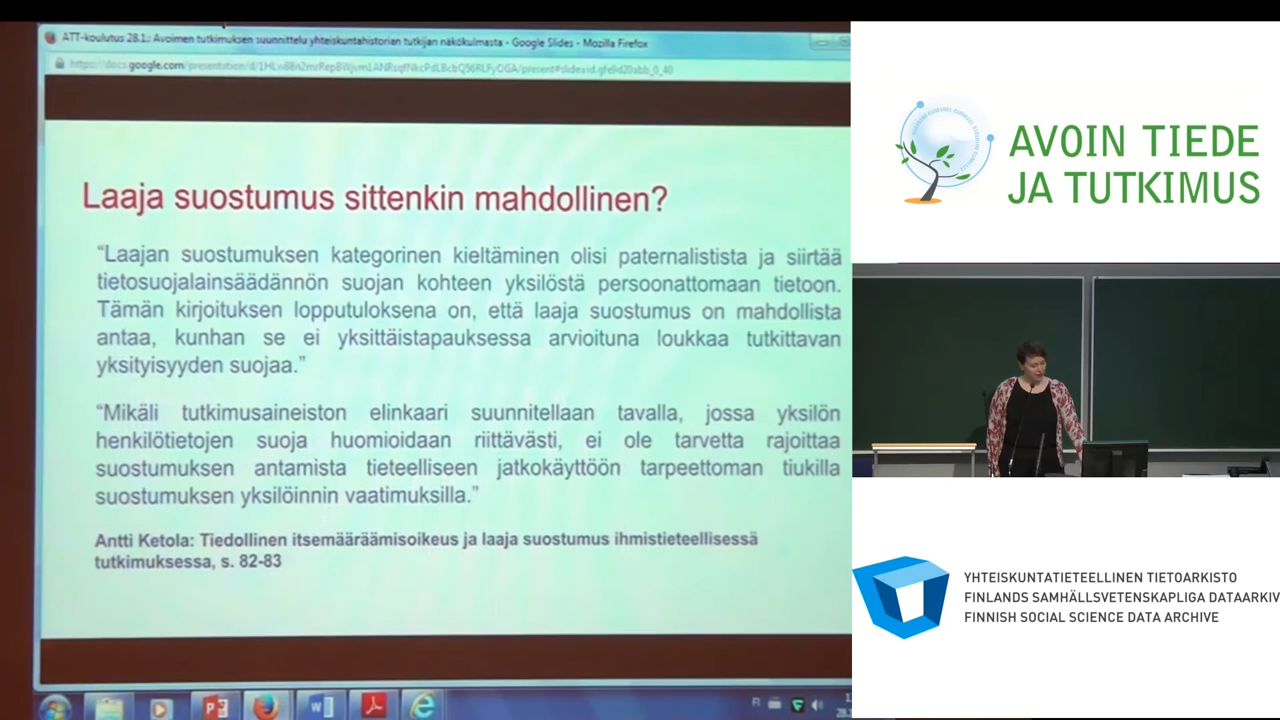 ATT-koulutus 28.1.: Avoimen tutkimuksen suunnittelu yhteiskuntahistorian tutkijan näkökulmasta - Google Slides - Mozilla Firefox
Laaja suostumus sittenkin mahdollinen?
“Laajan suostumuksen kategorinen kieltäminen olisi paternalistista ja siirtää
tietosuojalainsäädännön suojan kohteen yksilöstä persoonattomaan tietoon.
Tämän kirjoituksen lopputuloksena on, että laaja suostumus on mahdollista
antaa, kunhan se ei yksittäistapauksessa arvioituna loukkaa tutkittavan
yksityisyyden suojaa.”
“Mikäli tutkimusaineiston elinkaari suunnitellaan tavalla, jossa yksilön
henkilötietojen suoja huomioidaan riittävästi, ei ole tarvetta rajoittaa
suostumuksen antamista tieteelliseen jatkokäyttöön tarpeettoman tiukilla
suostumuksen yksilöinnin vaatimuksilla.”
Antti Ketola: Tiedollinen itsemääräämisoikeus ja laaja suostumus ihmistieteellisessä
tutkimuksessa, s. 82-83
FI
AVOIN TIEDE
JA TUTKIMUS
YHTEISKUNTATIETEELLINEN TIETOARKISTO
FINLANDS SAMHÄLLSVETENSKAPLIGA DATAARKIV
FINNISH SOCIAL SCIENCE DATA ARCHIVE